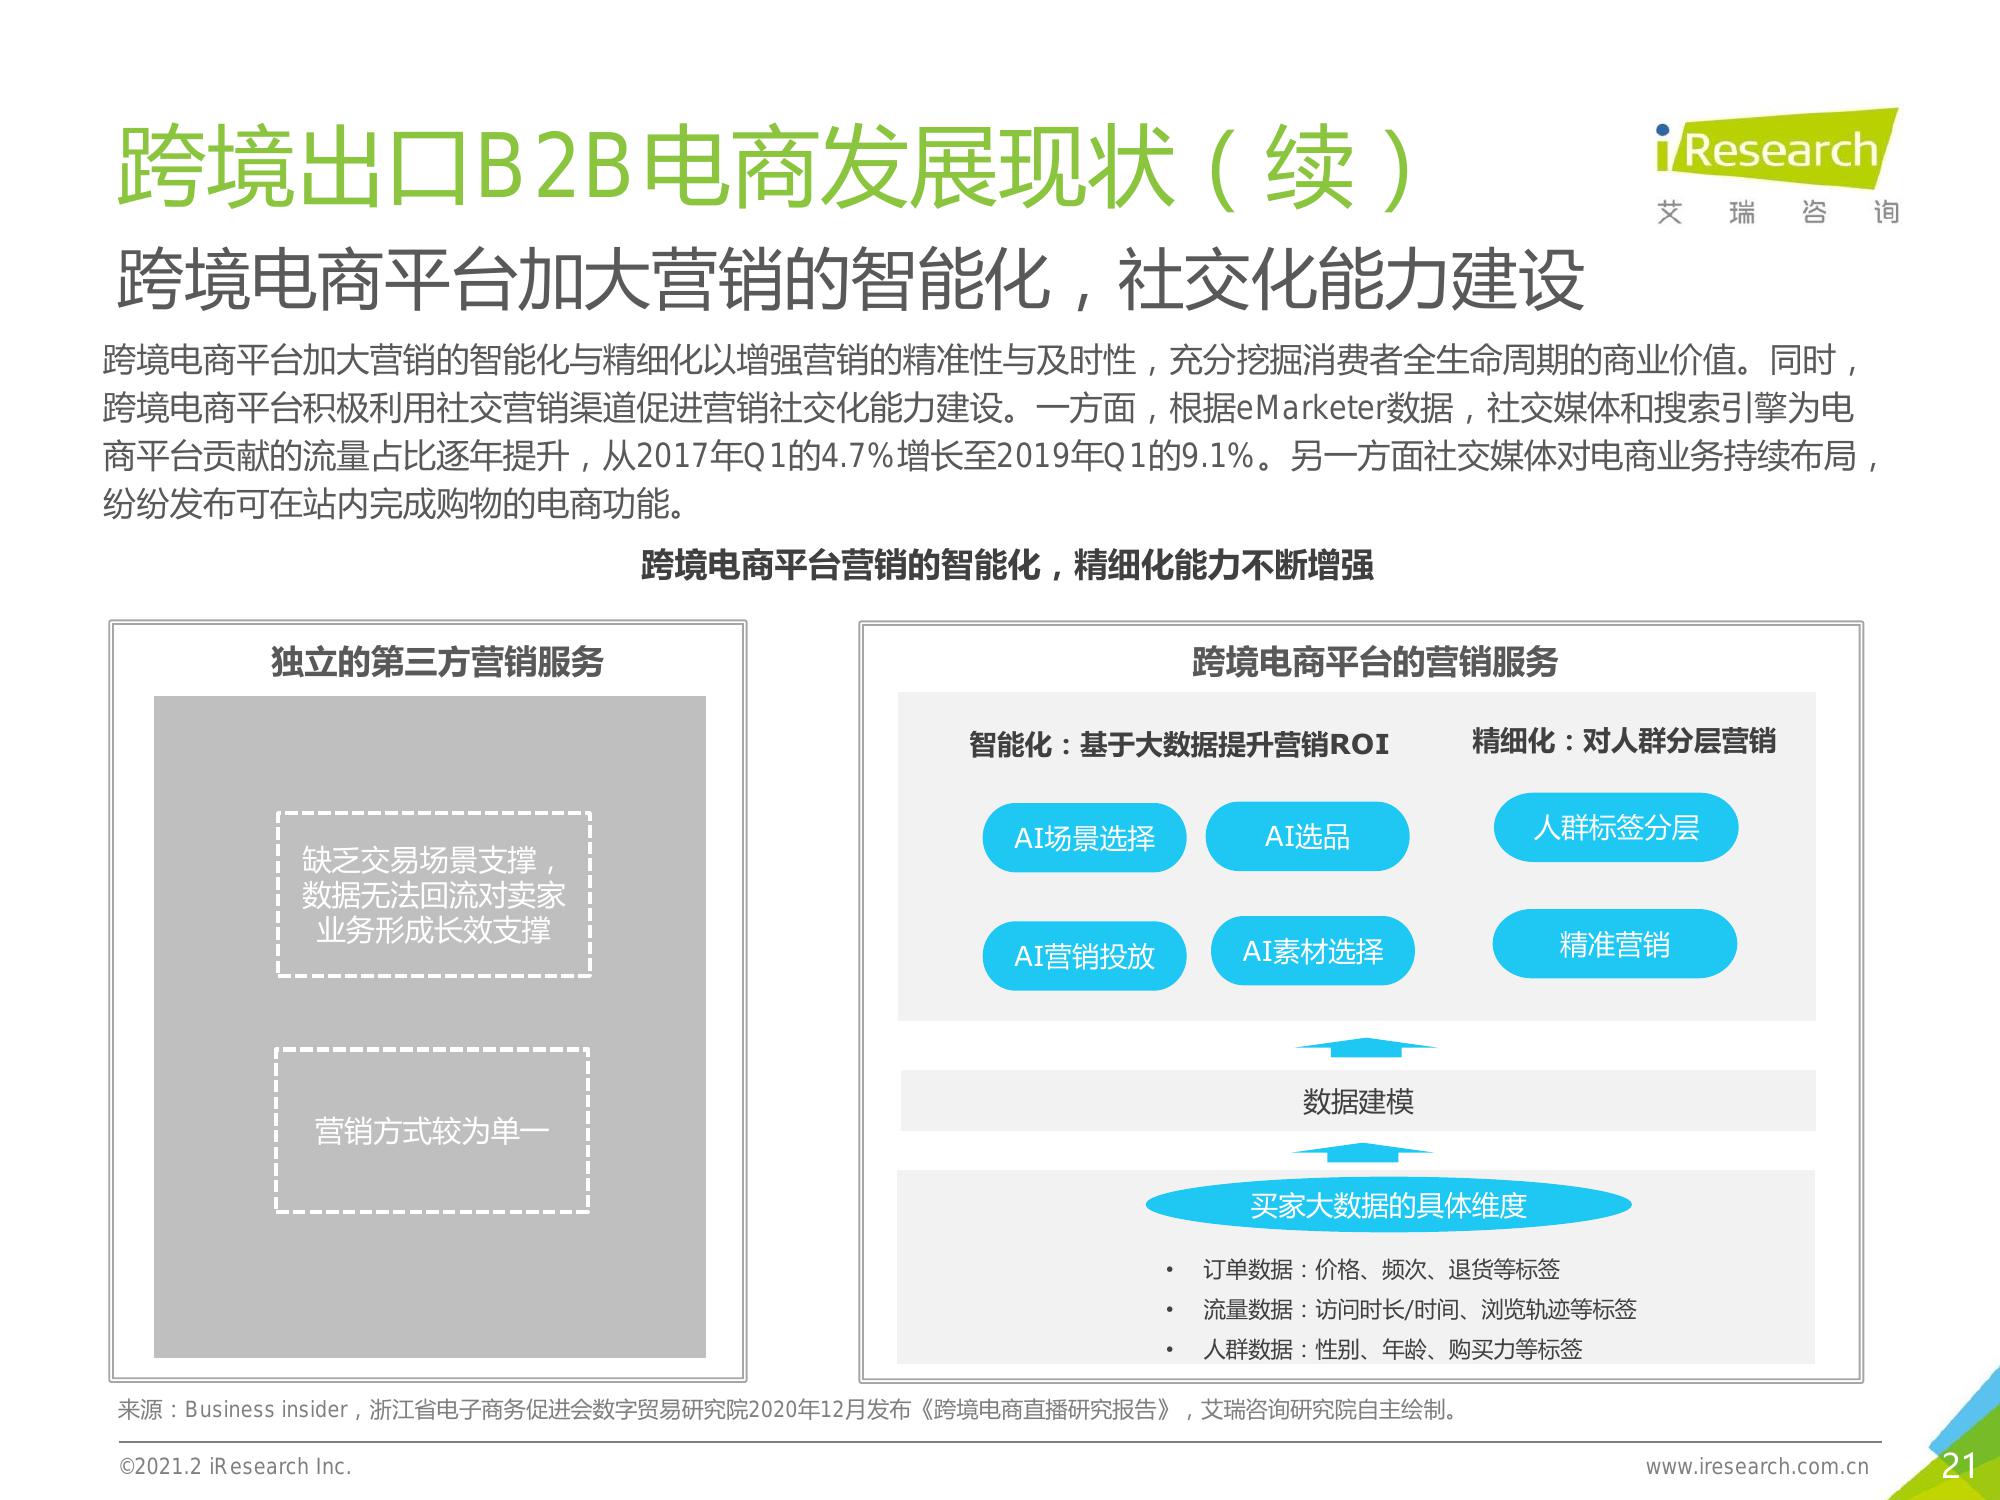 跨境出口B2B电商发展现状（续）
iResearch
艾瑞咨询
跨境电商平台加大营销的智能化，社交化能力建设
跨境电商平台加大营销的智能化与精细化以增强营销的精准性与及时性，充分挖掘消费者全生命周期的商业价值。同时，
跨境电商平台积极利用社交营销渠道促进营销社交化能力建设。一方面，根据eMarketer数据，社交媒体和搜索引擎为电
商平台贡献的流量占比逐年提升，从2017年Q1的4.7%增长至2019年Q1的9.1%。另一方面社交媒体对电商业务持续布局，
纷纷发布可在站内完成购物的电商功能。
跨境电商平台营销的智能化，精细化能力不断增强
独立的第三方营销服务
缺乏交易场景支撑，
数据无法回流对卖家
业务形成长效支撑
营销方式较为单一
跨境电商平台的营销服务
智能化：基于大数据提升营销ROI
精细化：对人群分层营销
AI场景选择
AI选品
人群标签分层
AI营销投放
AI素材选择
精准营销
数据建模
买家大数据的具体维度
• 订单数据：价格、频次、退货等标签
• 流量数据：访问时长/时间、浏览轨迹等标签
• 人群数据：性别、年龄、购买力等标签
来源：Business insider，浙江省电子商务促进会数字贸易研究院2020年12月发布《跨境电商直播研究报告》，艾瑞咨询研究院自主绘制。
©2021.2 iResearch Inc.
www.iresearch.com.cn
21